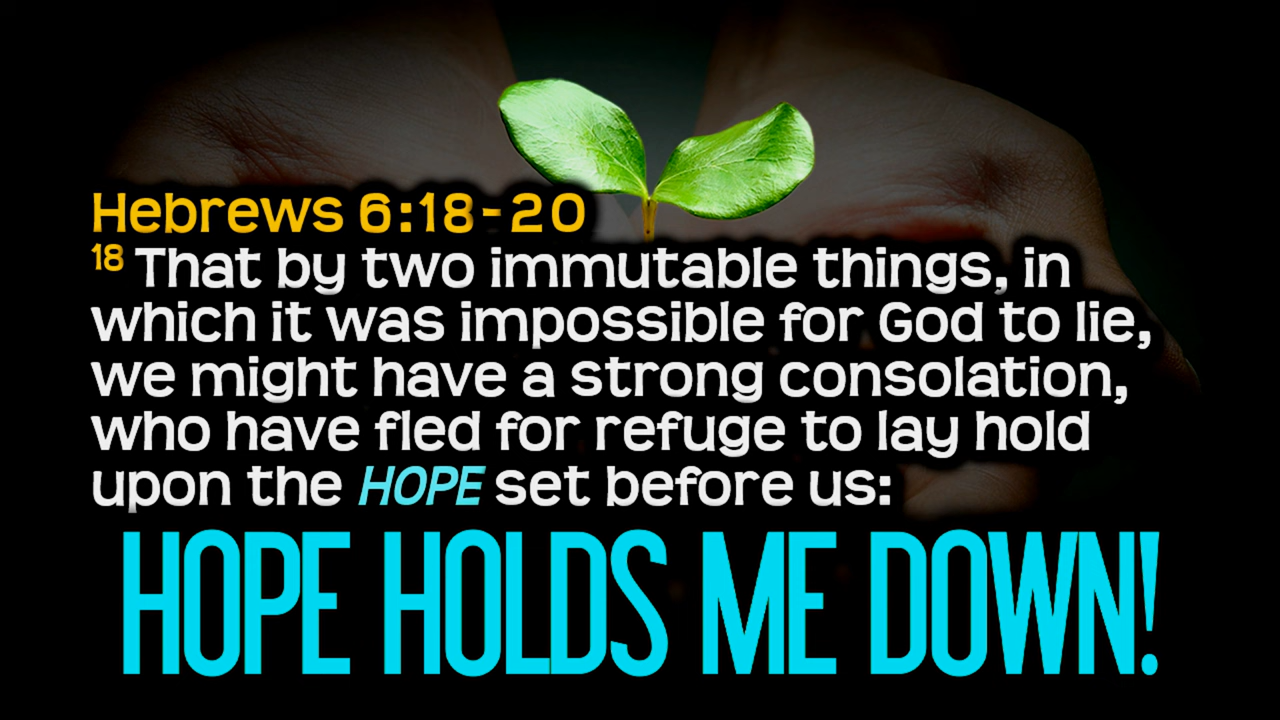 Hebrews 6:18-20
18 That by two immutable things, in
which it was impossible for God to lie,
we might have a strong consolation,
who have fled for refuge to lay hold
upon the HOPE set before us:
HOPE HOLDS ME DOWN!